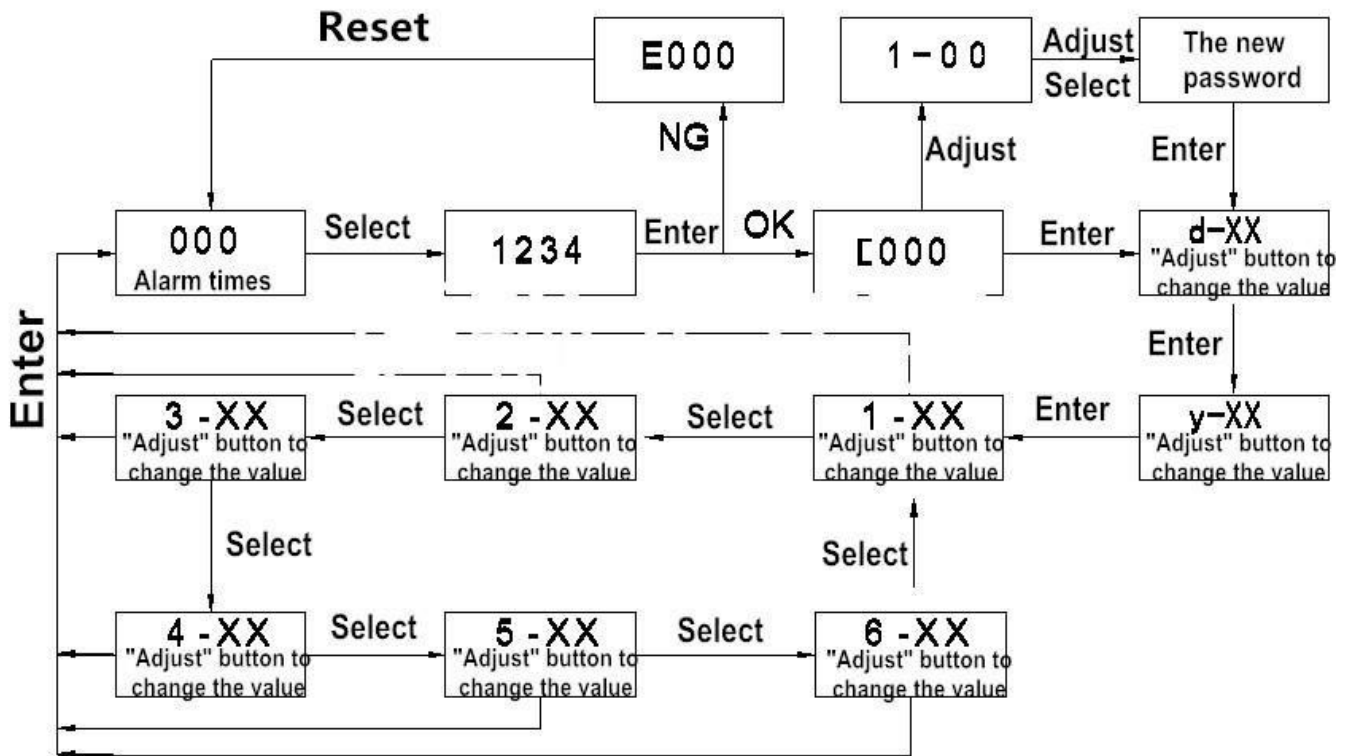 Reset
E000
1-00
Adjust
Select
The new
password
NG
Adjust
Enter
000
Alarm times
Select
1234
Enter
OK
[000
Enter
d-XX
"Adjust" button to
change the value
Enter
Enter
3-XX
"Adjust" button to
change the value
Select
2-XX
"Adjust" button to
change the value
Select
1-XX
"Adjust" button to
change the value
Enter
y-XX
"Adjust" button to
change the value
Select
Select
4-XX
"Adjust" button to
change the value
Select
5-XX
"Adjust" button to
change the value
Select
6-XX
"Adjust" button to
change the value